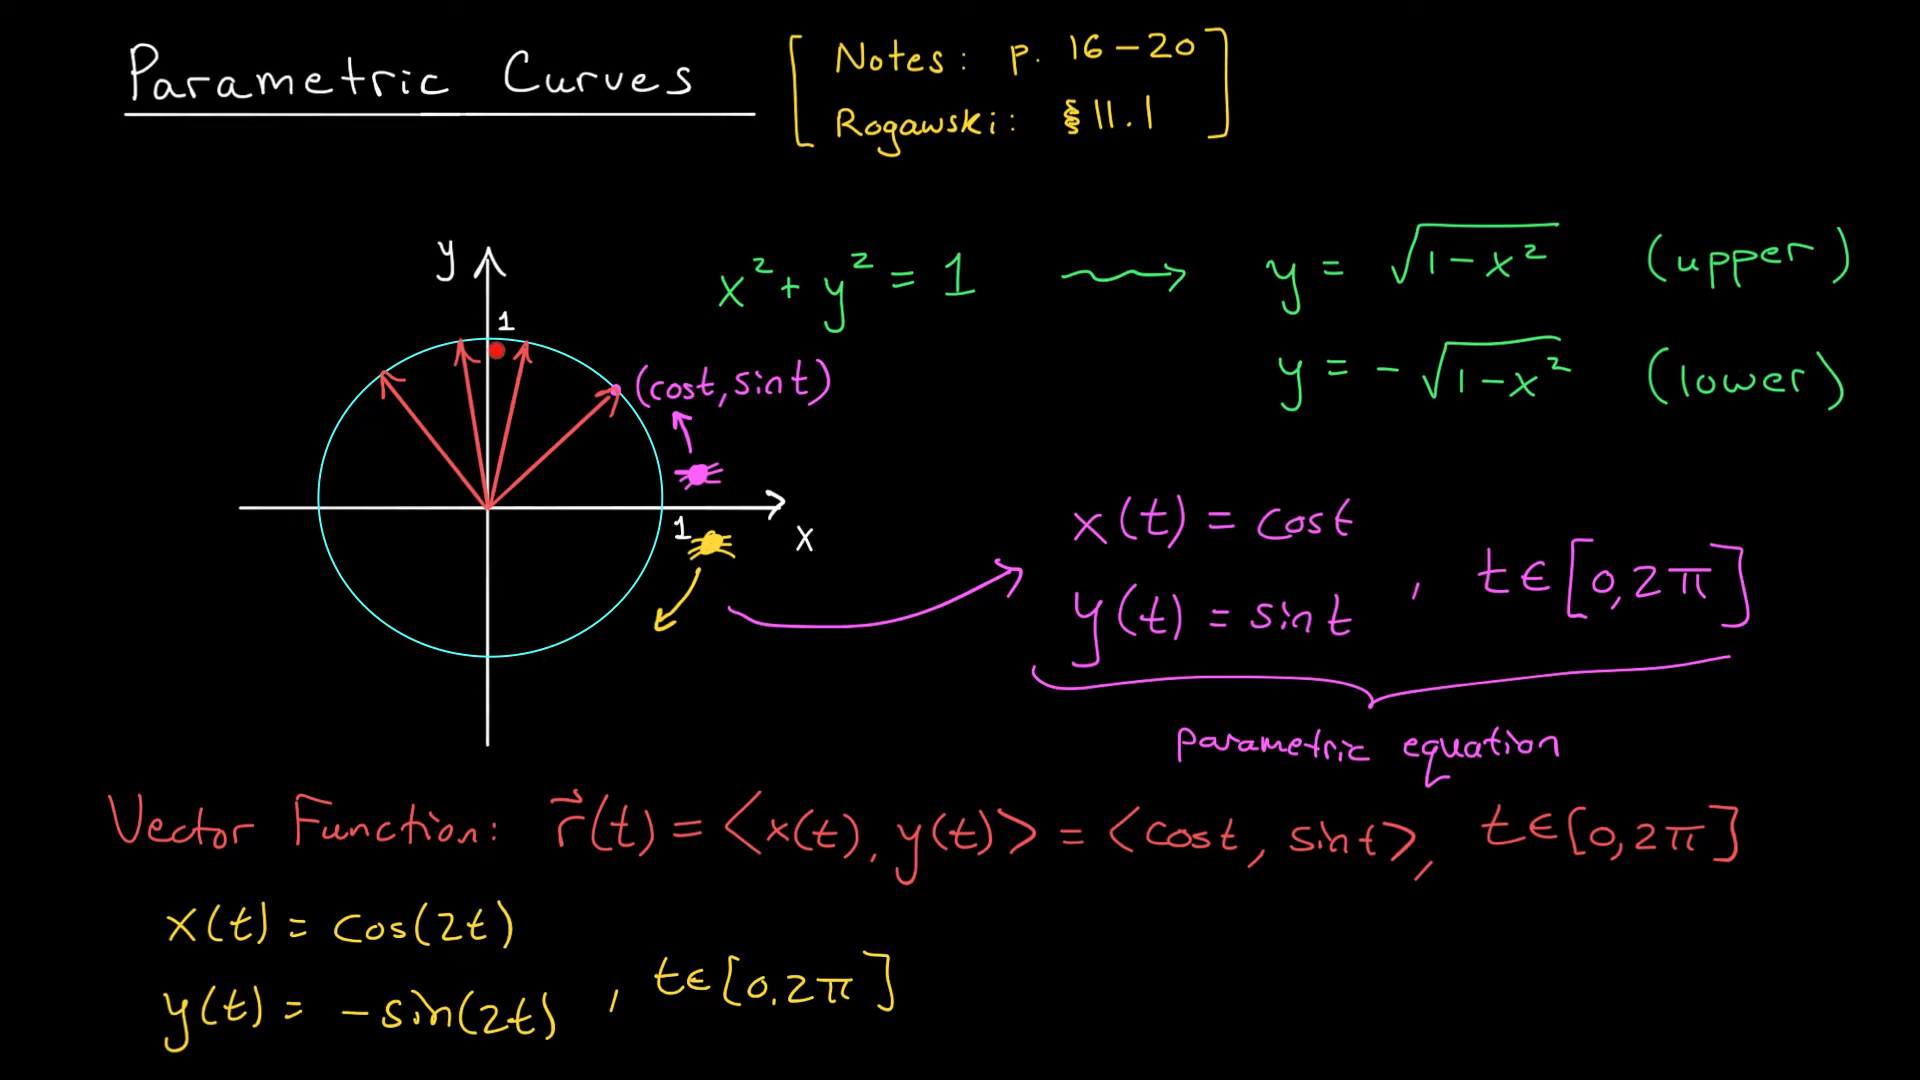 Parametric Curves
Notes: p. 16-20
Rogawski: §11.1
y
1
x² + y² = 1
y = √(1-x²) (upper)
y = -√(1-x²) (lower)
(cost, sint)
1
x
x(t) = cost
y(t) = sint , t∈[0,2π]
parametric equation
Vector Function: r⃗(t) = <x(t), y(t)> = <cost, sint>, t∈[0,2π]
x(t) = cos(2t)
y(t) = -sin(2t) , t∈[0,2π]